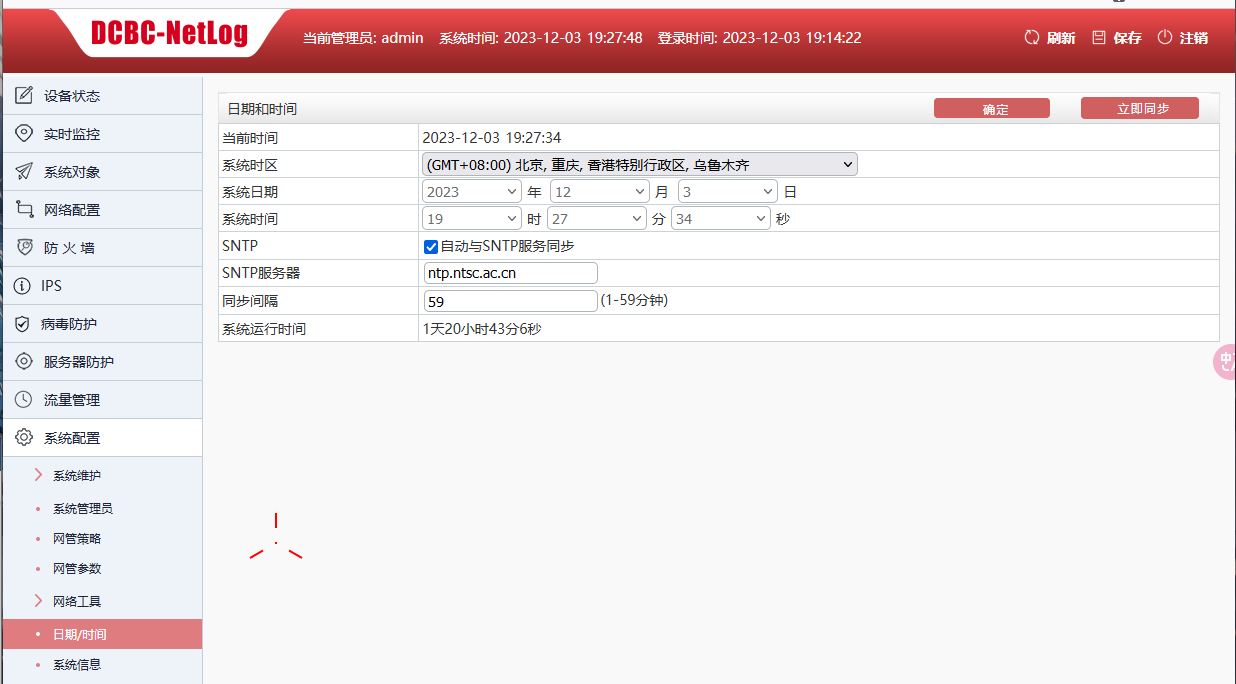 DCBC-NetLog
当前管理员: admin 系统时间: 2023-12-03 19:27:48 登录时间: 2023-12-03 19:14:22 刷新 保存 注销
设备状态
实时监控
系统对象
网络配置
防 火 墙
IPS
病毒防护
服务器防护
流量管理
系统配置
系统维护
系统管理员
网管策略
网管参数
网络工具
日期/时间
系统信息
日期和时间 确定 立即同步
当前时间 2023-12-03 19:27:34
系统时区 (GMT+08:00) 北京, 重庆, 香港特别行政区, 乌鲁木齐
系统日期 2023 年 12 月 3 日
系统时间 19 时 27 分 34 秒
SNTP 自动与SNTP服务同步
SNTP服务器 ntp.ntsc.ac.cn
同步间隔 59 (1-59分钟)
系统运行时间 1天20小时43分6秒
中